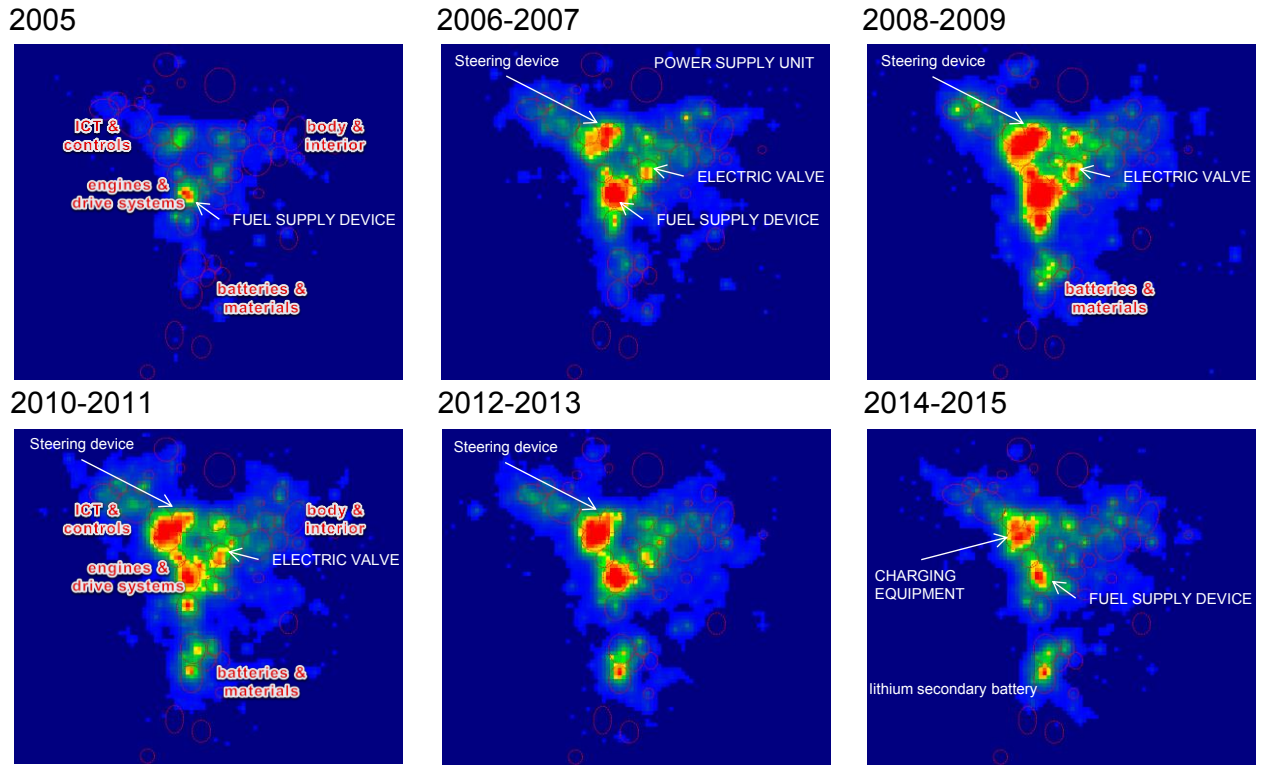 2005
ICT &
controls
body &
interior
engines &
drive systems
FUEL SUPPLY DEVICE
batteries &
materials
2006-2007
Steering device
POWER SUPPLY UNIT
ELECTRIC VALVE
FUEL SUPPLY DEVICE
2008-2009
Steering device
ELECTRIC VALVE
batteries &
materials
2010-2011
Steering device
ICT &
controls
body &
interior
ELECTRIC VALVE
engines &
drive systems
batteries &
materials
2012-2013
Steering device
2014-2015
CHARGING
EQUIPMENT
FUEL SUPPLY DEVICE
lithium secondary battery